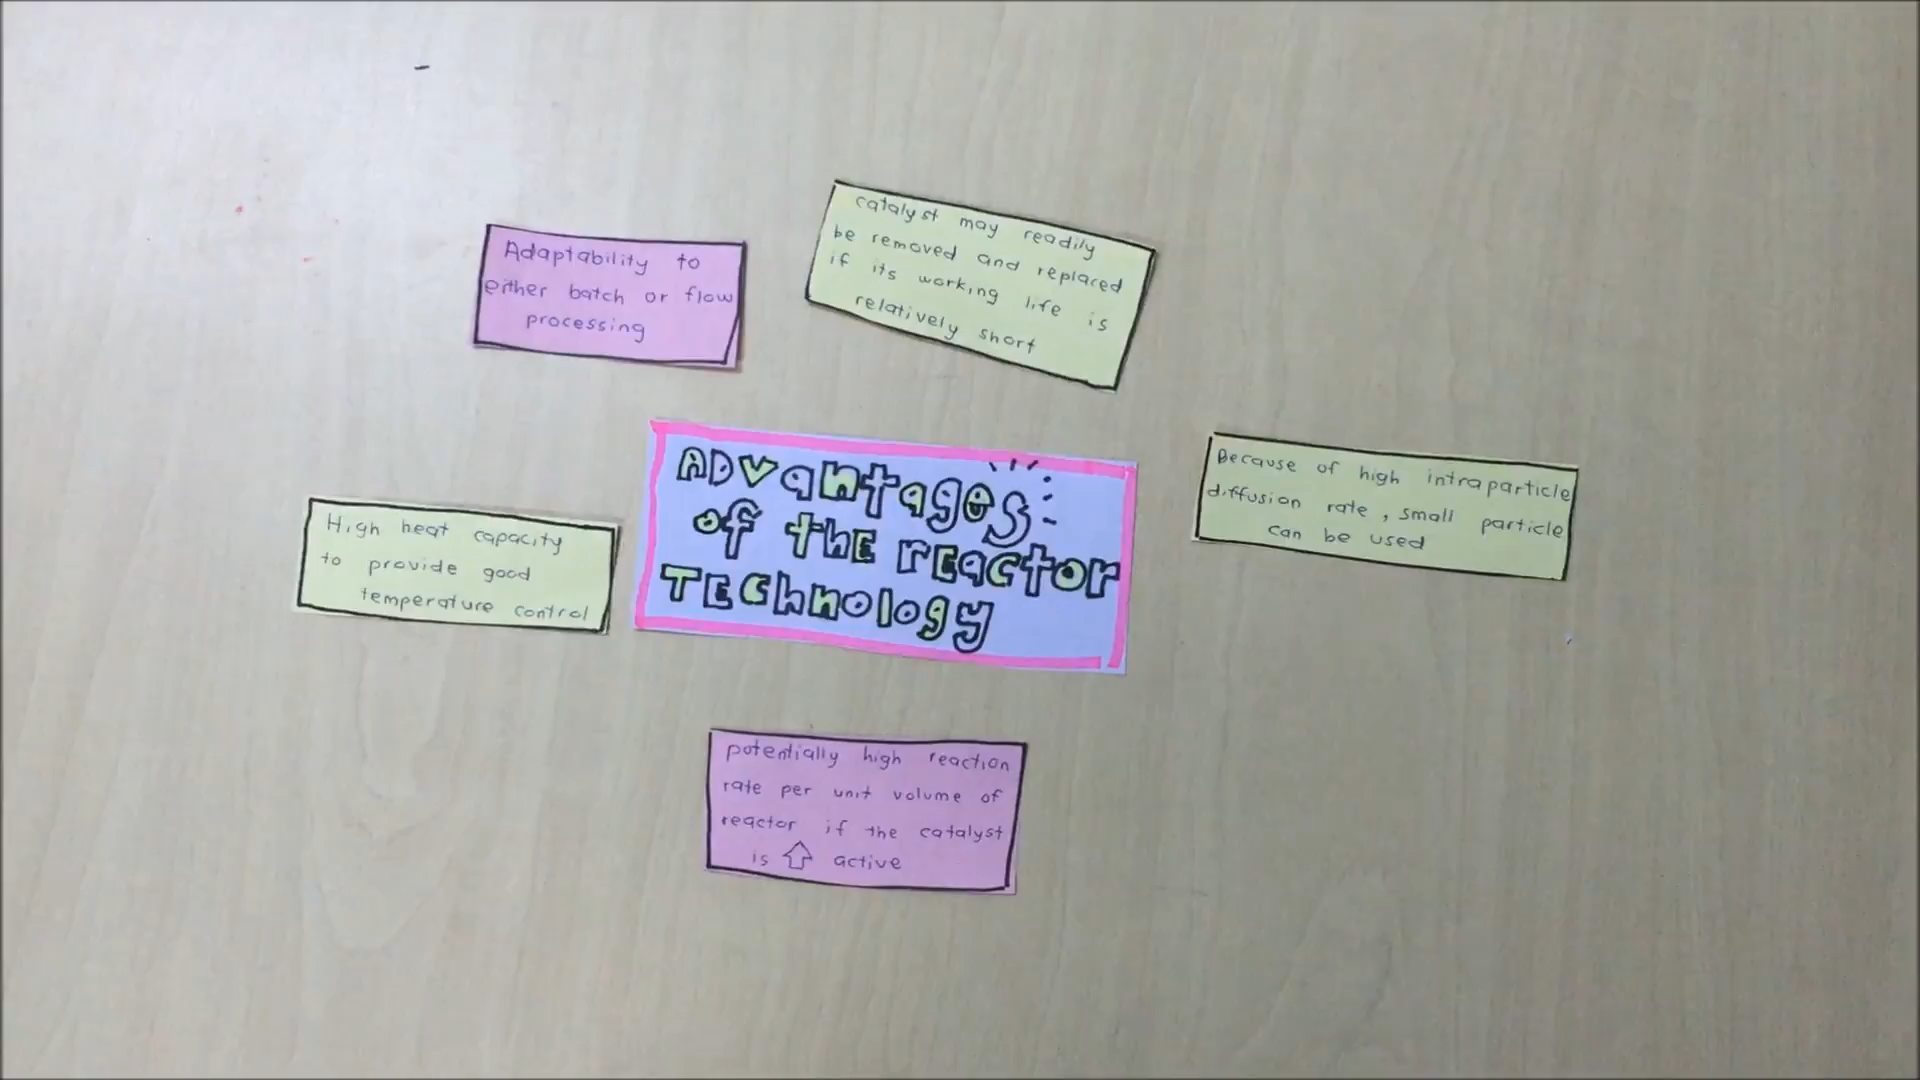 Adaptability to
either batch or flow
processing
catalyst may readily
be removed and replaced
if its working life is
relatively short
ADvantages
of the reactor
TEChnology
Because of high intraparticle
diffusion rate, small particle
can be used
High heat capacity
to provide good
temperature control
potentially high reaction
rate per unit volume of
reactor if the catalyst
is ⇧ active